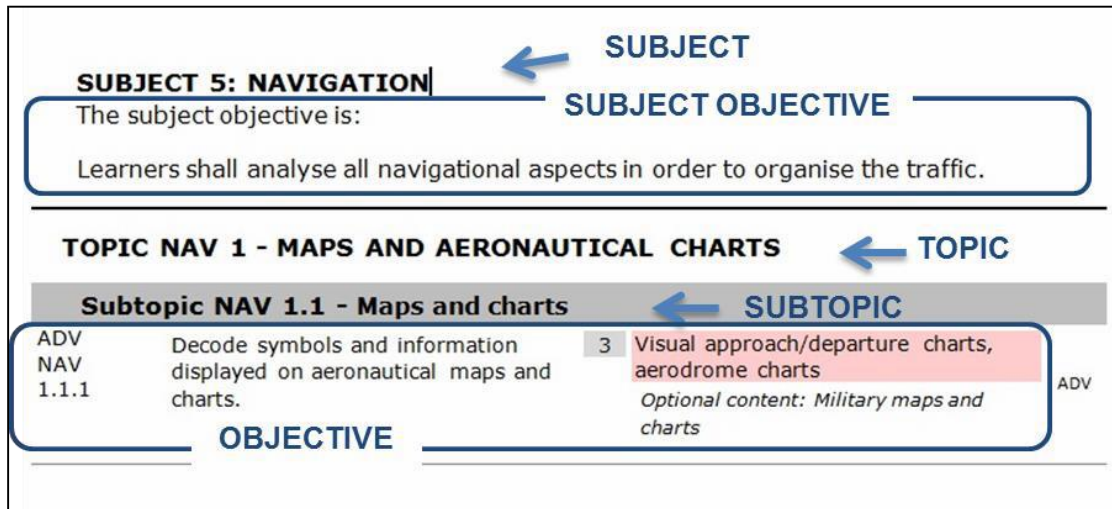 SUBJECT
SUBJECT 5: NAVIGATION
SUBJECT OBJECTIVE
The subject objective is:
Learners shall analyse all navigational aspects in order to organise the traffic.
TOPIC NAV 1 - MAPS AND AERONAUTICAL CHARTS
TOPIC
Subtopic NAV 1.1 - Maps and charts
SUBTOPIC
ADV
NAV
1.1.1
Decode symbols and information
displayed on aeronautical maps and
charts.
3
Visual approach/departure charts,
aerodrome charts
Optional content: Military maps and
charts
ADV
OBJECTIVE